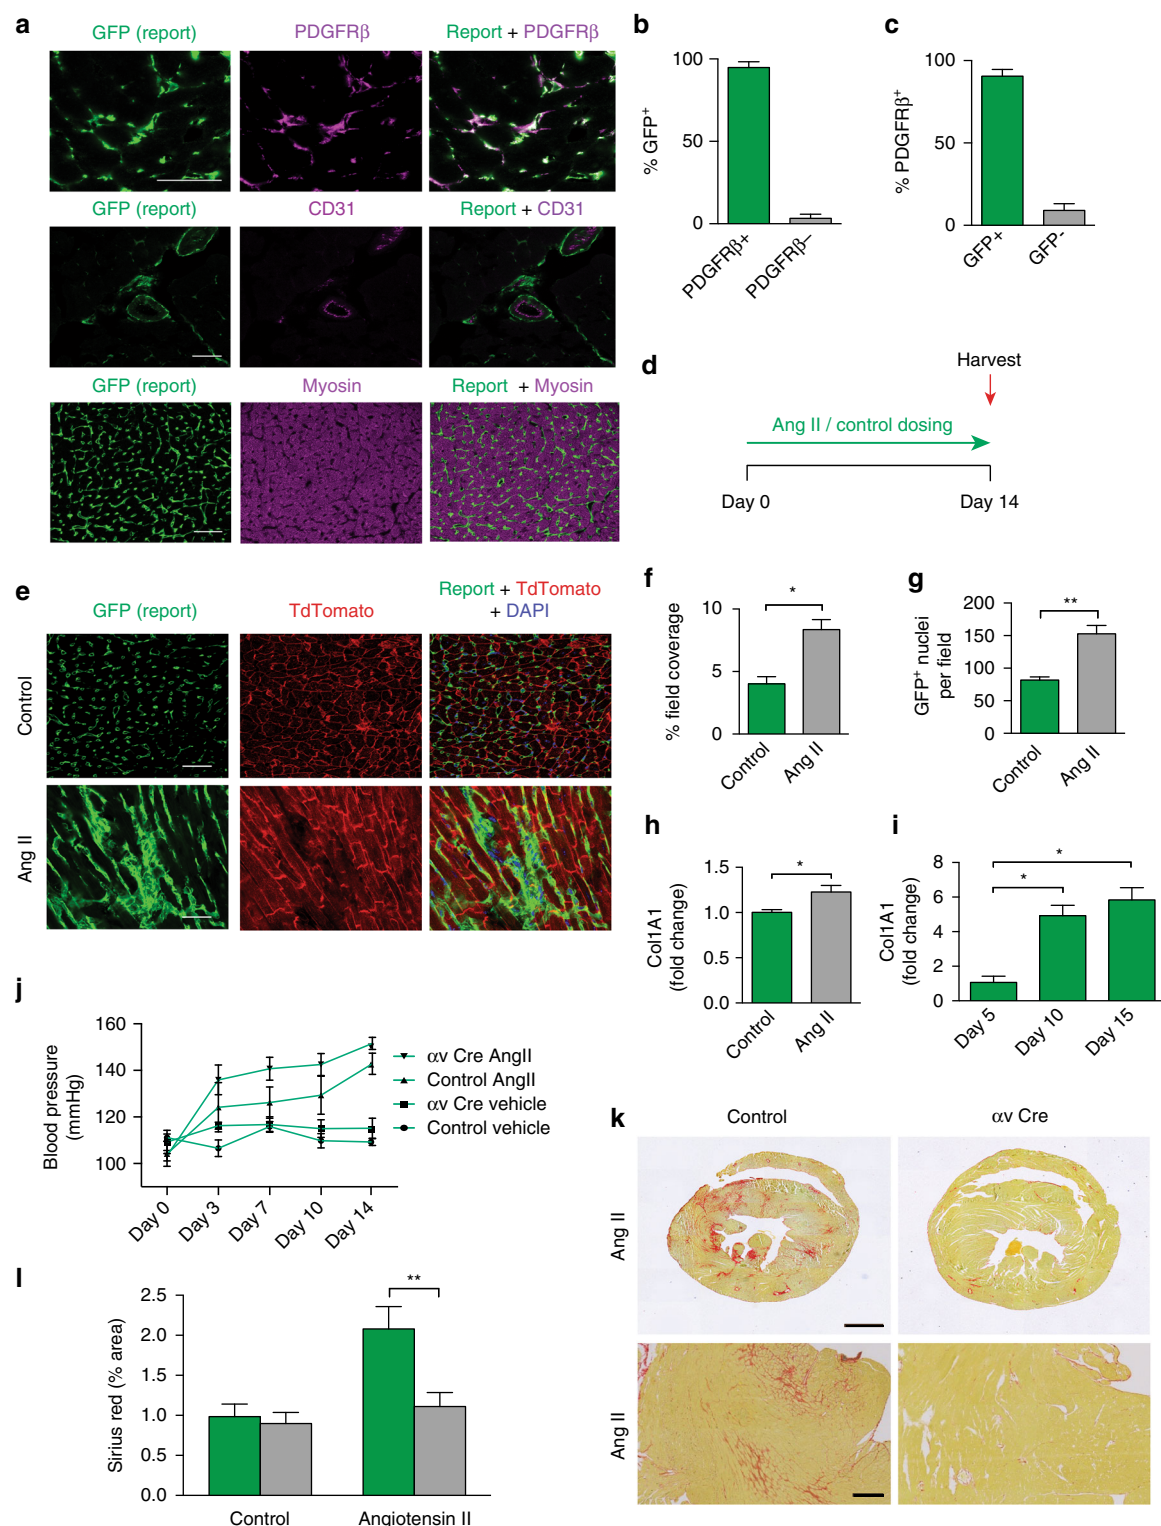 a
GFP (report)
PDGFRβ
Report + PDGFRβ
GFP (report)
CD31
Report + CD31
GFP (report)
Myosin
Report + Myosin
b
% GFP+
100
50
0
PDGFRβ+
PDGFRβ–
c
% PDGFRβ+
100
50
0
GFP+
GFP-
d
Harvest
Ang II / control dosing
Day 0
Day 14
e
GFP (report)
TdTomato
Report + TdTomato
+ DAPI
Control
Ang II
f
% field coverage
10
5
0
*
Control
Ang II
g
GFP+ nuclei
per field
200
150
100
50
0
**
Control
Ang II
h
Col1A1
(fold change)
1.5
1.0
0.5
0.0
*
Control
Ang II
i
Col1A1
(fold change)
8
6
4
2
0
*
*
Day 5
Day 10
Day 15
j
Blood pressure
(mmHg)
160
140
120
100
Day 0
Day 3
Day 7
Day 10
Day 14
αv Cre AngII
Control AngII
αv Cre vehicle
Control vehicle
k
Control
αv Cre
Ang II
Ang II
l
Sirius red (% area)
2.5
2.0
1.5
1.0
0.5
0.0
**
Control
Angiotensin II